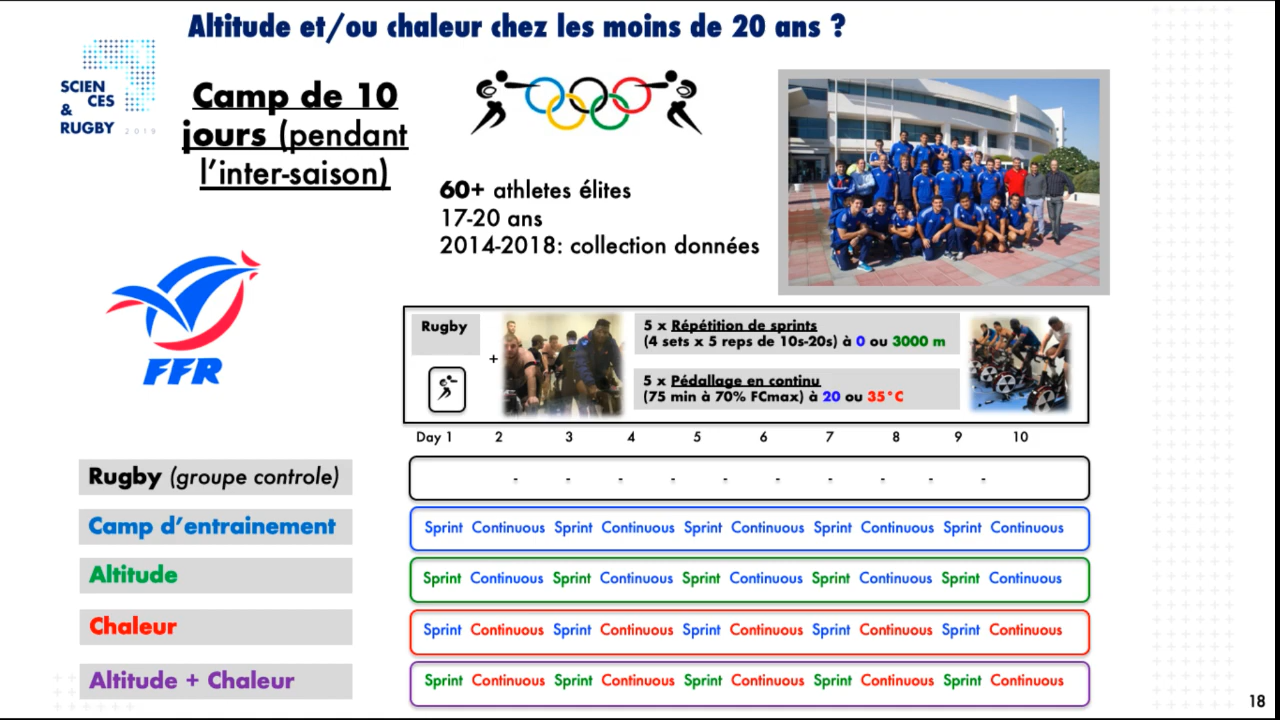 Altitude et/ou chaleur chez les moins de 20 ans ?
SCIEN
CES
&
RUGBY 2019
Camp de 10
jours (pendant
l'inter-saison)
60+ athletes élites
17-20 ans
2014-2018: collection données
FFR
Rugby
+
5 x Répétition de sprints
(4 sets x 5 reps de 10s-20s) à 0 ou 3000 m
5 x Pédallage en continu
(75 min à 70% FCmax) à 20 ou 35°C
Day 1 2 3 4 5 6 7 8 9 10
Rugby (groupe controle)
- - - - - - - - - -
Camp d'entrainement
Sprint Continuous Sprint Continuous Sprint Continuous Sprint Continuous Sprint Continuous
Altitude
Sprint Continuous Sprint Continuous Sprint Continuous Sprint Continuous Sprint Continuous
Chaleur
Sprint Continuous Sprint Continuous Sprint Continuous Sprint Continuous Sprint Continuous
Altitude + Chaleur
Sprint Continuous Sprint Continuous Sprint Continuous Sprint Continuous Sprint Continuous
18